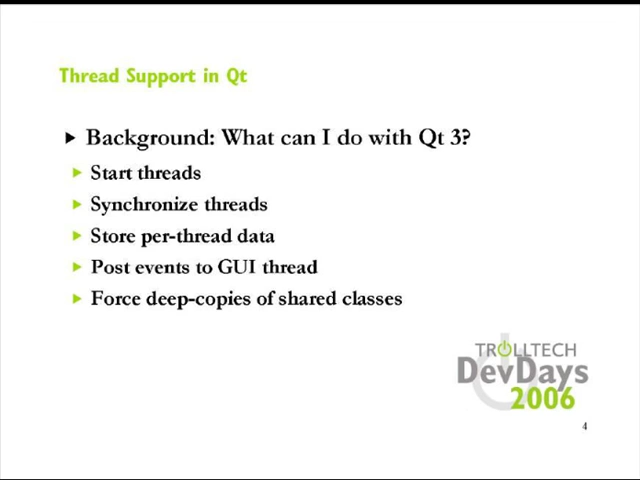 Thread Support in Qt
Background: What can I do with Qt 3?
Start threads
Synchronize threads
Store per-thread data
Post events to GUI thread
Force deep-copies of shared classes
TROLLTECH
DevDays
2006
4